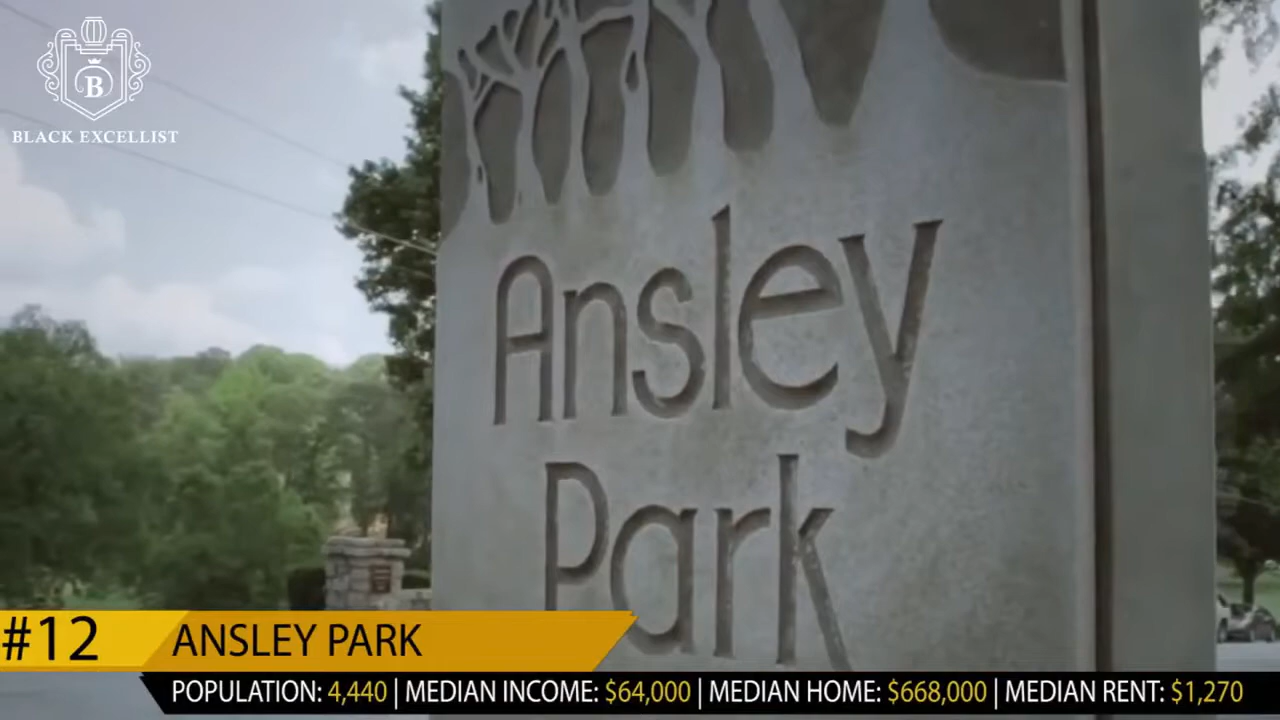 B
BLACK EXCELLIST
Ansley
Park
#12 ANSLEY PARK
POPULATION: 4,440 | MEDIAN INCOME: $64,000 | MEDIAN HOME: $668,000 | MEDIAN RENT: $1,270